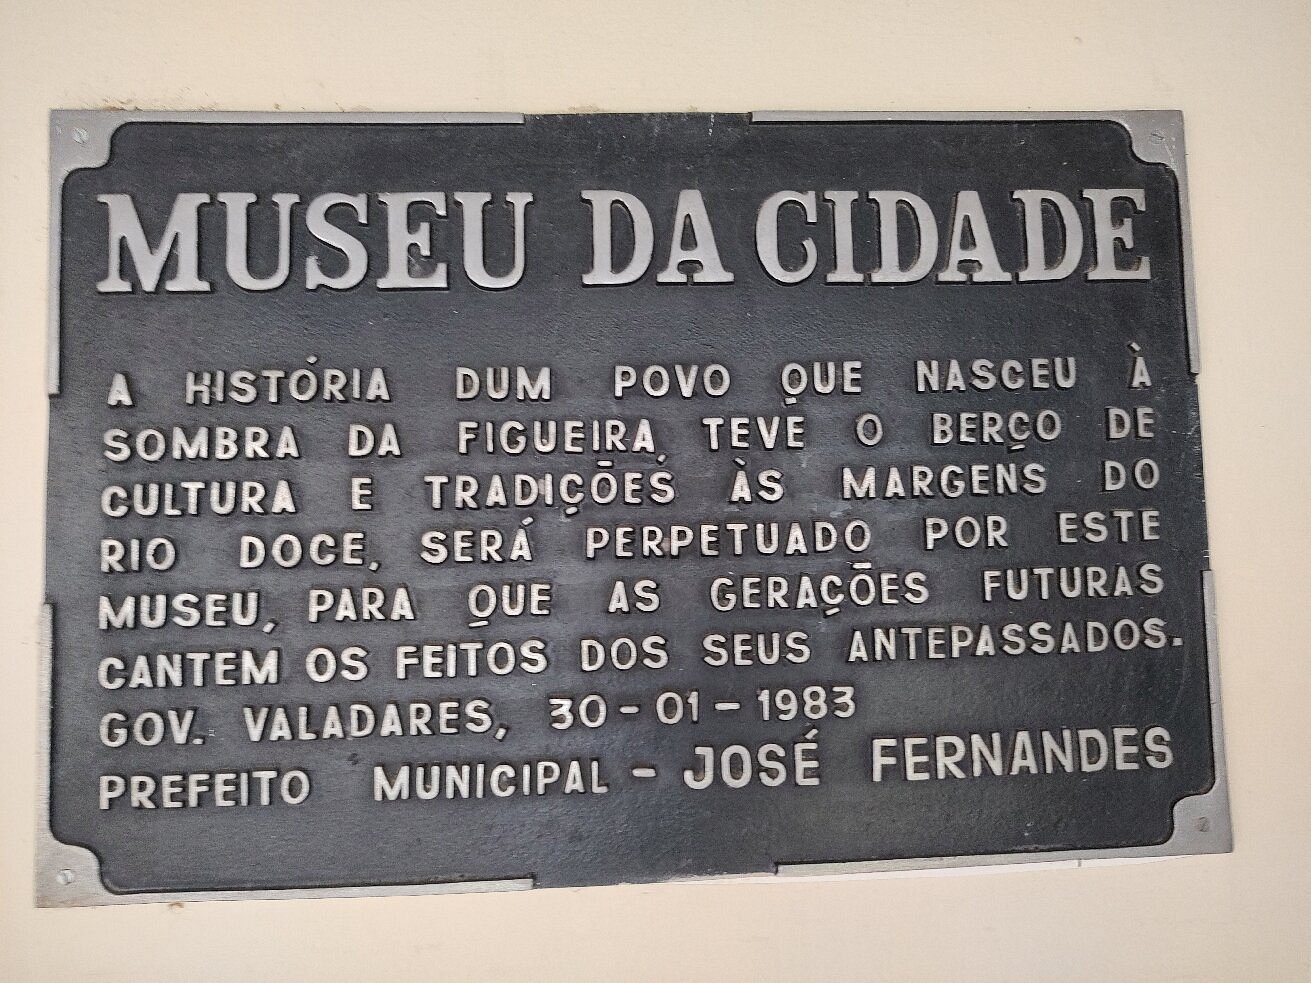 MUSEU DA CIDADE
A HISTÓRIA DUM POVO QUE NASCEU À
SOMBRA DA FIGUEIRA, TEVE O BERÇO DE
CULTURA E TRADIÇÕES ÀS MARGENS DO
RIO DOCE, SERÁ PERPETUADO POR ESTE
MUSEU, PARA QUE AS GERAÇÕES FUTURAS
CANTEM OS FEITOS DOS SEUS ANTEPASSADOS.
GOV. VALADARES, 30-01-1983
PREFEITO MUNICIPAL - JOSÉ FERNANDES